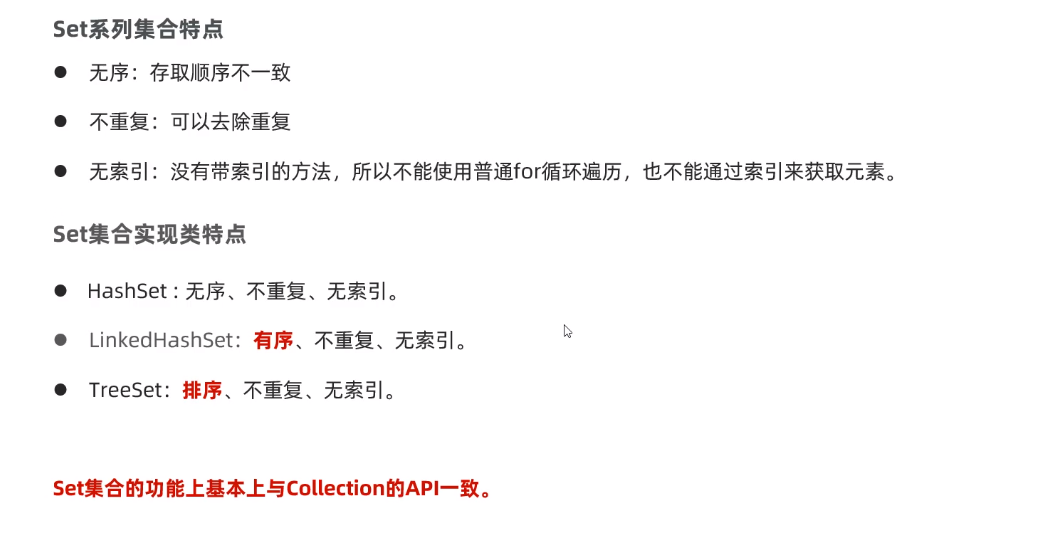 Set系列集合特点
● 无序：存取顺序不一致
● 不重复：可以去除重复
● 无索引：没有带索引的方法，所以不能使用普通for循环遍历，也不能通过索引来获取元素。
Set集合实现类特点
● HashSet : 无序、不重复、无索引。
● LinkedHashSet：有序、不重复、无索引。
● TreeSet：排序、不重复、无索引。
Set集合的功能上基本上与Collection的API一致。